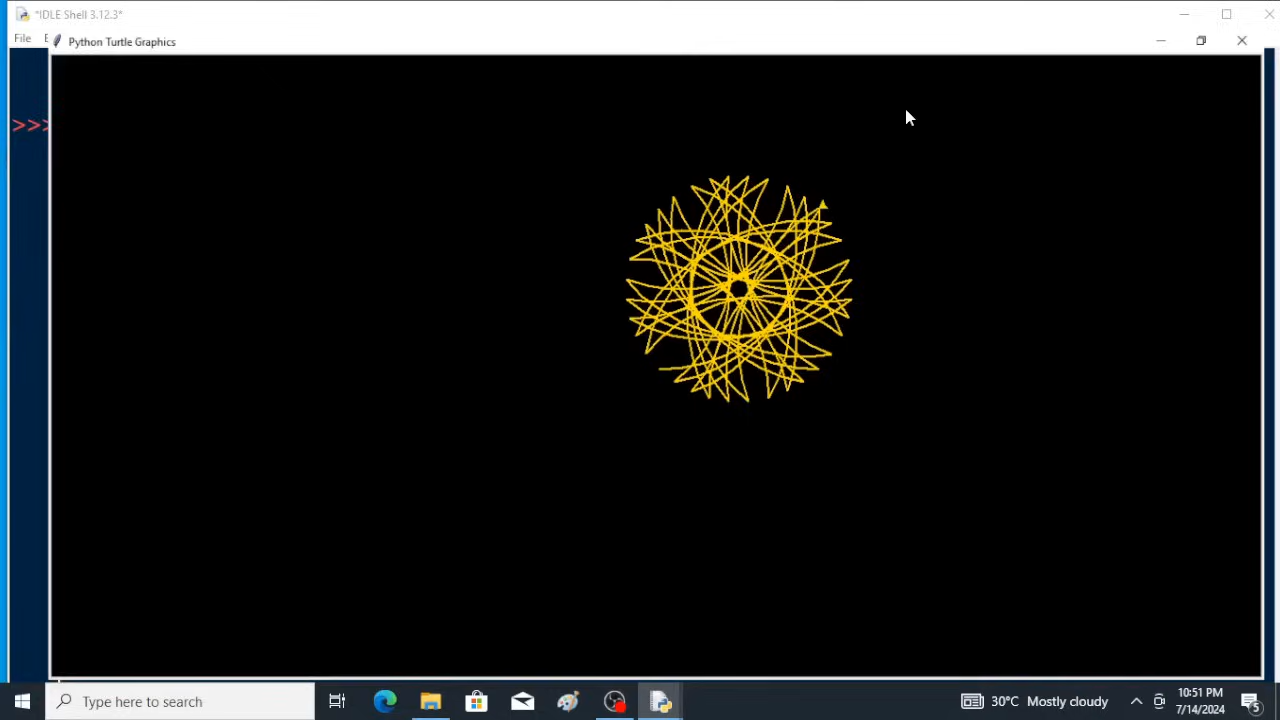 *IDLE Shell 3.12.3*
File E
Python Turtle Graphics
>>>
Type here to search
30°C Mostly cloudy
10:51 PM
7/14/2024
5